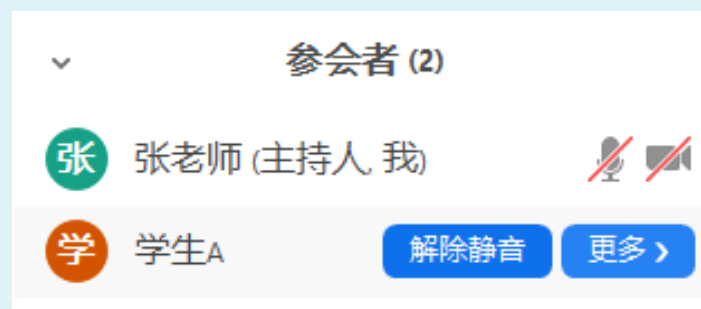 参会者 (2)
张 张老师 (主持人, 我)
学 学生A 解除静音 更多